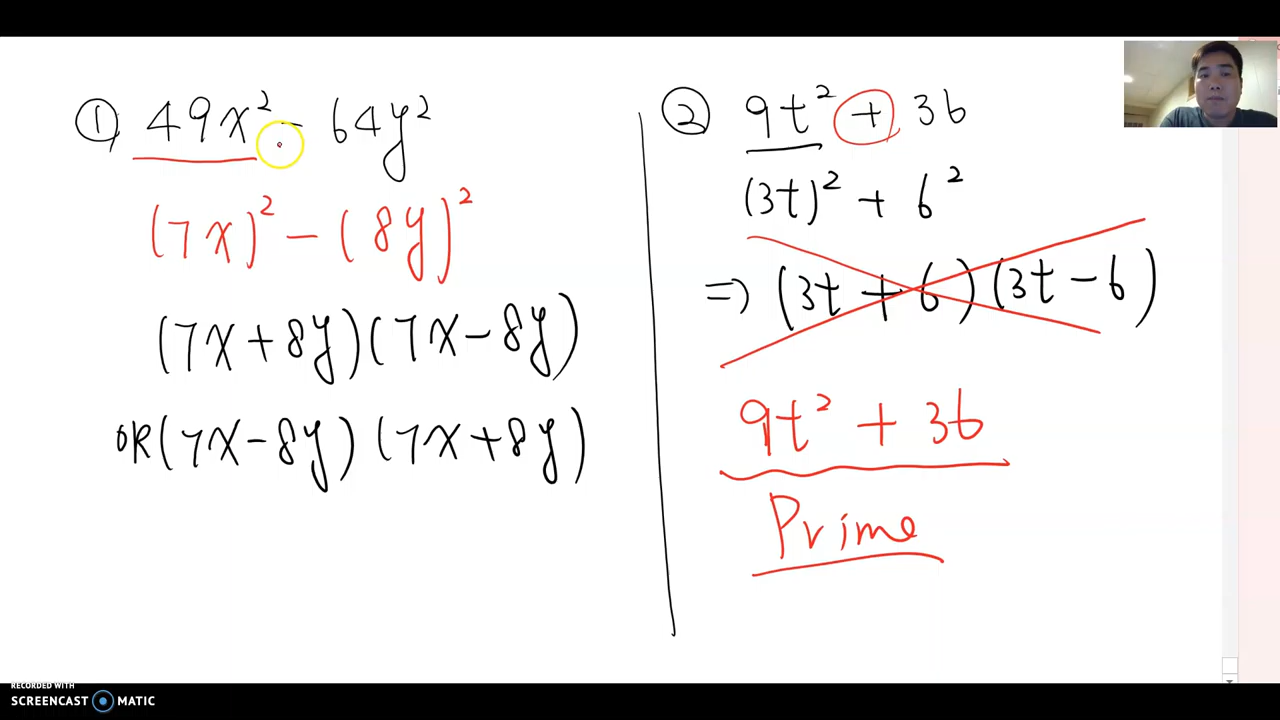 ① 49x² - 64y²
(7x)² - (8y)²
(7x+8y)(7x-8y)
OR(7x-8y)(7x+8y)
② 9t² + 36
(3t)² + 6²
=> (3t + 6)(3t - 6)
9t² + 36
Prime
RECORDED WITH
SCREENCAST MATIC